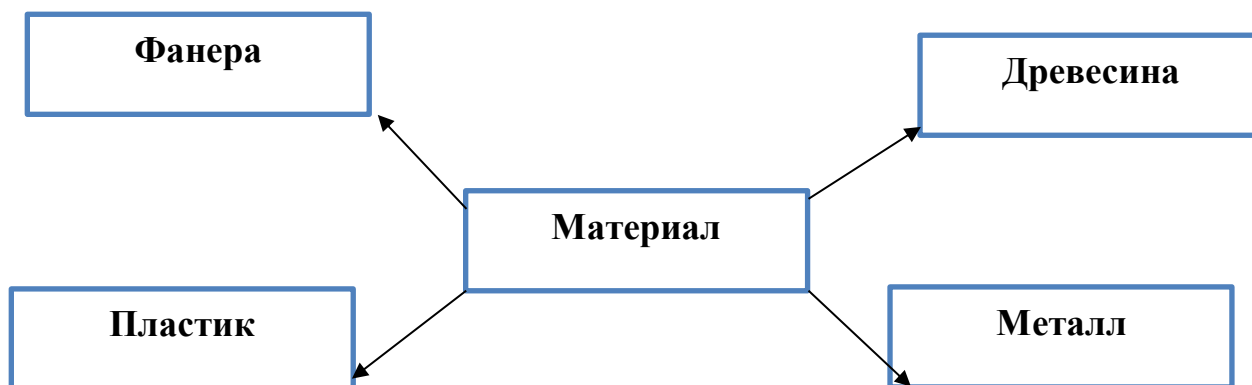 Фанера
Древесина
Материал
Пластик
Металл